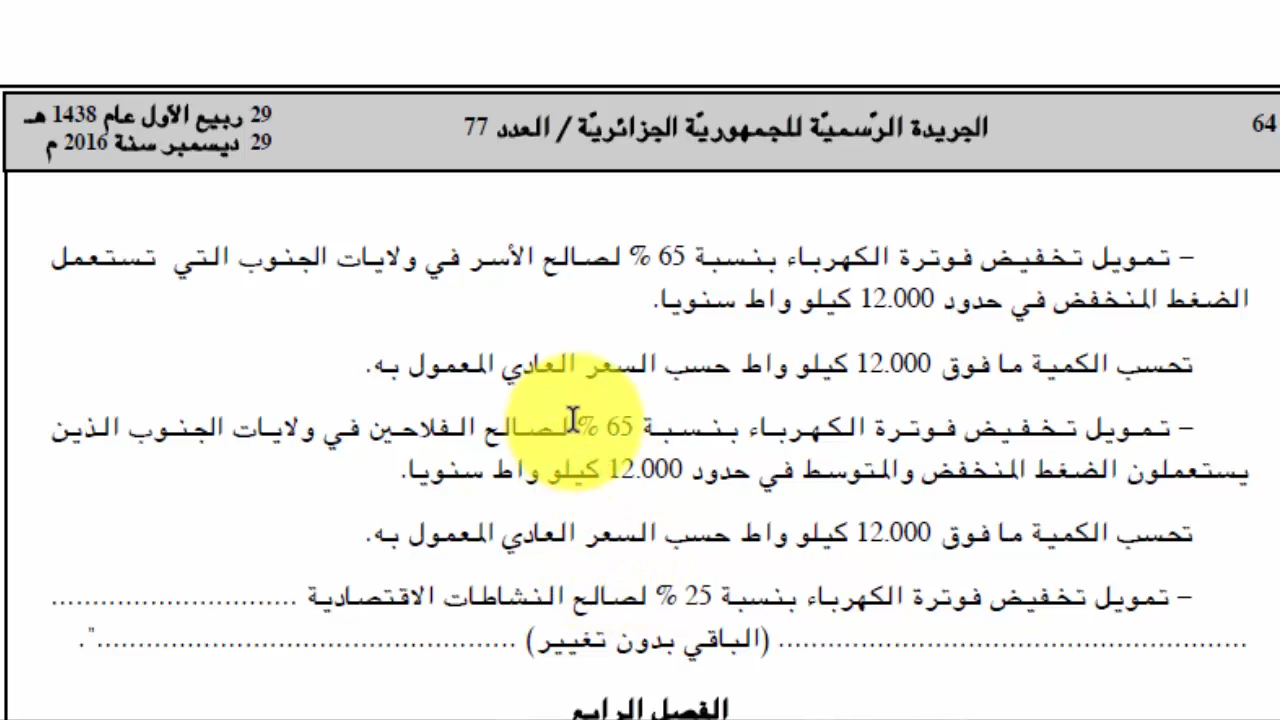 64
الجريدة الرّسميّة للجمهوريّة الجزائريّة / العدد 77
29 ربيع الأول عام 1438 هـ
29 ديسمبر سنة 2016 م
– تمويل تخفيض فوترة الكهرباء بنسبة 65 % لصالح الأسر في ولايات الجنوب التي تستعمل
الضغط المنخفض في حدود 12.000 كيلو واط سنويا.
تحسب الكمية ما فوق 12.000 كيلو واط حسب السعر العادي المعمول به.
– تمويل تخفيض فوترة الكهرباء بنسبة 65 % لصالح الفلاحين في ولايات الجنوب الذين
يستعملون الضغط المنخفض والمتوسط في حدود 12.000 كيلو واط سنويا.
تحسب الكمية ما فوق 12.000 كيلو واط حسب السعر العادي المعمول به.
– تمويل تخفيض فوترة الكهرباء بنسبة 25 % لصالح النشاطات الاقتصادية ..............................
......................................................... (الباقي بدون تغيير) ...................................................".
الفصل الرابع